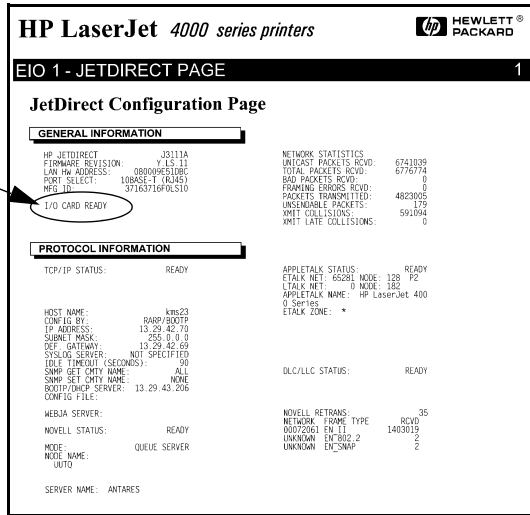 HP LaserJet 4000 series printers
hp HEWLETT® PACKARD
EIO 1 - JETDIRECT PAGE 1
JetDirect Configuration Page
GENERAL INFORMATION
HP JETDIRECT J3111A
FIRMWARE REVISION: Y.LS.11
LAN HW ADDRESS: 080009E51DBC
PORT SELECT: 10BASE-T (RJ45)
MFG ID: 37163716F0LS10
I/O CARD READY
NETWORK STATISTICS
UNICAST PACKETS RCVD: 6741039
TOTAL PACKETS RCVD: 6776774
BAD PACKETS RCVD: 0
FRAMING ERRORS RCVD: 0
PACKETS TRANSMITTED: 4823005
UNSENDABLE PACKETS: 179
XMIT COLLISIONS: 591094
XMIT LATE COLLISIONS: 0
PROTOCOL INFORMATION
TCP/IP STATUS: READY
HOST NAME: kms23
CONFIG BY: RARP/BOOTP
IP ADDRESS: 13.29.42.70
SUBNET MASK: 255.0.0.0
DEF. GATEWAY: 13.29.42.69
SYSLOG SERVER: NOT SPECIFIED
IDLE TIMEOUT (SECONDS): 90
SNMP GET CMTY NAME: ALL
SNMP SET CMTY NAME: NONE
BOOTP/DHCP SERVER: 13.29.43.206
CONFIG FILE:
WEBJA SERVER:
NOVELL STATUS: READY
MODE: QUEUE SERVER
NODE NAME:
UUTQ
SERVER NAME: ANTARES
APPLETALK STATUS: READY
ETALK NET: 65281 NODE: 128 P2
LTALK NET: 0 NODE: 182
APPLETALK NAME: HP LaserJet 400
0 Series
ETALK ZONE: *
DLC/LLC STATUS: READY
NOVELL RETRANS: 35
NETWORK FRAME TYPE RCVD
00072061 EN_II 1403019
UNKNOWN EN_802.2 2
UNKNOWN EN_SNAP 2